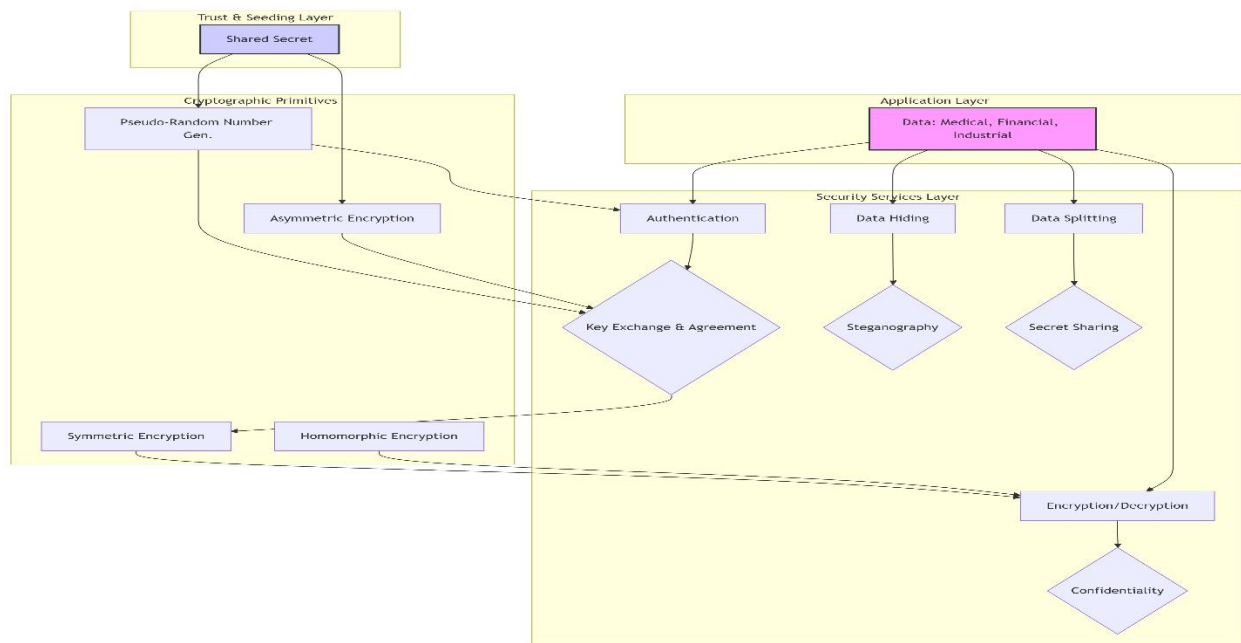 Trust & Seeding Layer
Shared Secret
Cryptographic Primitives
Pseudo-Random Number
Gen.
Application Layer
Data: Medical, Financial,
Industrial
Asymmetric Encryption
Security Services Layer
Authentication
Data Hiding
Data Splitting
Key Exchange & Agreement
Steganography
Secret Sharing
Symmetric Encryption
Homomorphic Encryption
Encryption/Decryption
Confidentiality